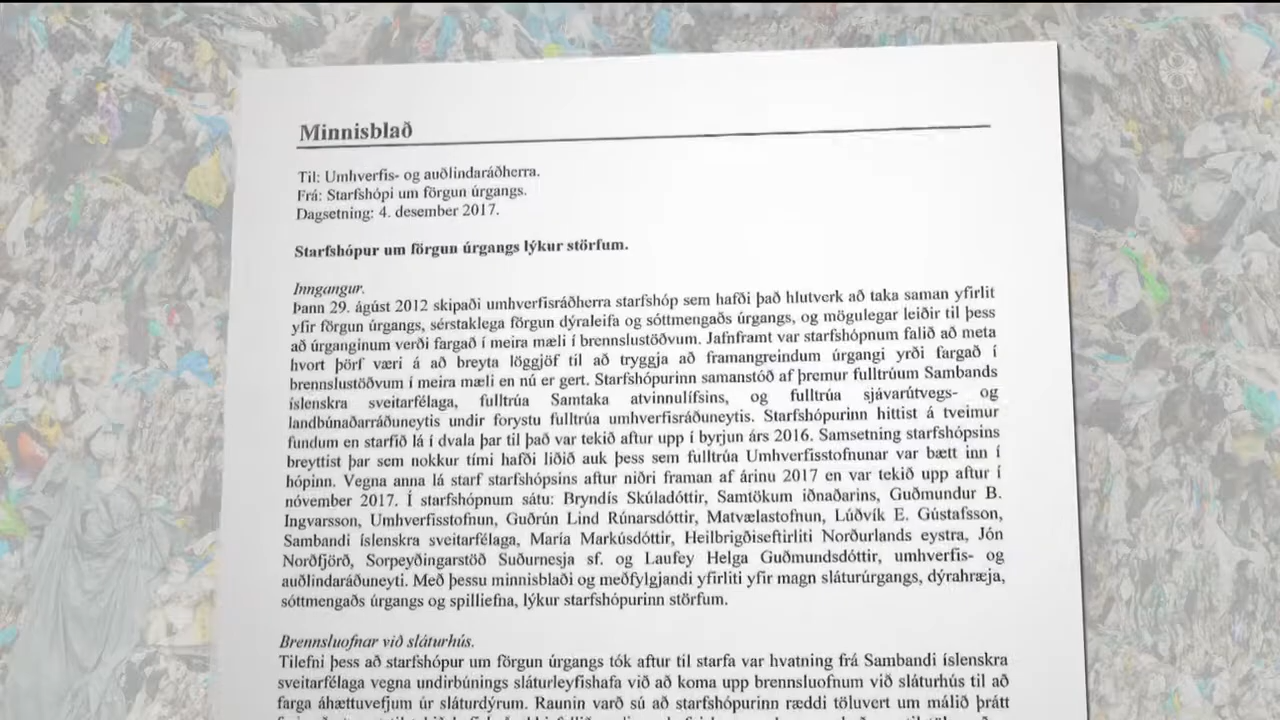 Minnisblað
Til: Umhverfis- og auðlindaráðherra.
Frá: Starfshópi um förgun úrgangs.
Dagsetning: 4. desember 2017.
Starfshópur um förgun úrgangs lýkur störfum.
Inngangur.
Þann 29. ágúst 2012 skipaði umhverfisráðherra starfshóp sem hafði það hlutverk að taka saman yfirlit
yfir förgun úrgangs, sérstaklega förgun dýraleifa og sóttmengaðs úrgangs, og mögulegar leiðir til þess
að úrganginum verði fargað í meira mæli í brennslustöðvum. Jafnframt var starfshópnum falið að meta
hvort þörf væri á að breyta löggjöf til að tryggja að framangreindum úrgangi yrði fargað í
brennslustöðvum í meira mæli en nú er gert. Starfshópurinn samanstóð af þremur fulltrúum Sambands
íslenskra sveitarfélaga, fulltrúa Samtaka atvinnulífsins, og fulltrúa sjávarútvegs- og
landbúnaðarráðuneytis undir forystu fulltrúa umhverfisráðuneytis. Starfshópurinn hittist á tveimur
fundum en starfið lá í dvala þar til það var tekið aftur upp í byrjun árs 2016. Samsetning starfshópsins
breyttist þar sem nokkur tími hafði liðið auk þess sem fulltrúa Umhverfisstofnunar var bætt inn í
hópinn. Vegna anna lá starf starfshópsins aftur niðri framan af árinu 2017 en var tekið upp aftur í
nóvember 2017. Í starfshópnum sátu: Bryndís Skúladóttir, Samtökum iðnaðarins, Guðmundur B.
Ingvarsson, Umhverfisstofnun, Guðrún Lind Rúnarsdóttir, Matvælastofnun, Lúðvík E. Gústafsson,
Sambandi íslenskra sveitarfélaga, María Markúsdóttir, Heilbrigðiseftirliti Norðurlands eystra, Jón
Norðfjörð, Sorpeyðingarstöð Suðurnesja sf. og Laufey Helga Guðmundsdóttir, umhverfis- og
auðlindaráðuneyti. Með þessu minnisblaði og meðfylgjandi yfirliti yfir magn sláturúrgangs, dýrahræja,
sóttmengaðs úrgangs og spilliefna, lýkur starfshópurinn störfum.
Brennsluofnar við sláturhús.
Tilefni þess að starfshópur um förgun úrgangs tók aftur til starfa var hvatning frá Sambandi íslenskra
sveitarfélaga vegna undirbúnings sláturleyfishafa við að koma upp brennsluofnum við sláturhús til að
farga áhættuvefjum úr sláturdýrum. Raunin varð sú að starfshópurinn ræddi töluvert um málið þrátt